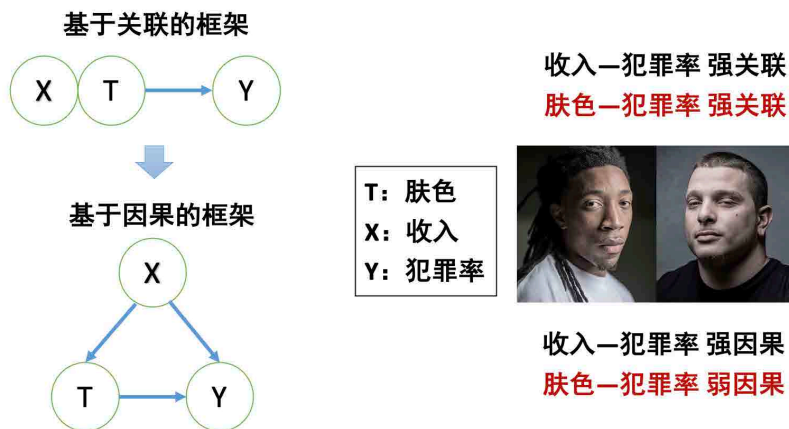 基于关联的框架
X T Y
基于因果的框架
X
T Y
T：肤色
X：收入
Y：犯罪率
收入—犯罪率 强关联
肤色—犯罪率 强关联
收入—犯罪率 强因果
肤色—犯罪率 弱因果